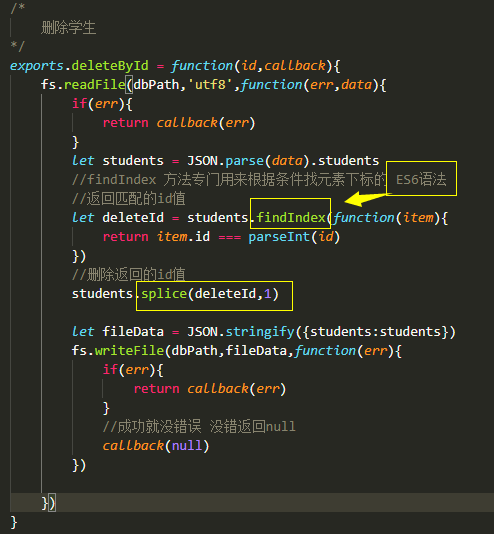 /*
    删除学生
*/
exports.deleteById = function(id,callback){
    fs.readFile(dbPath,'utf8',function(err,data){
        if(err){
            return callback(err)
        }
        let students = JSON.parse(data).students
        //findIndex 方法专门用来根据条件找元素下标的 ES6语法
        //返回匹配的id值
        let deleteId = students.findIndex(function(item){
            return item.id === parseInt(id)
        })
        //删除返回的id值
        students.splice(deleteId,1)
        let fileData = JSON.stringify({students:students})
        fs.writeFile(dbPath,fileData,function(err){
            if(err){
                return callback(err)
            }
            //成功就没错误 没错返回null
            callback(null)
        })
    })
}